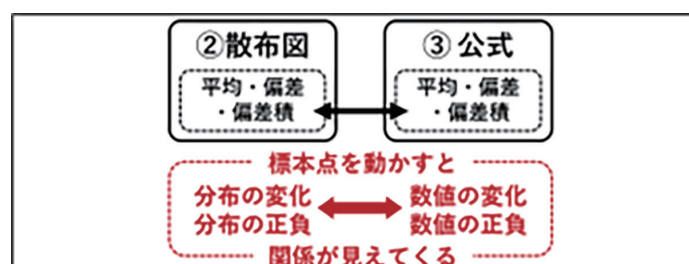 ②散布図
平均・偏差
・偏差積
③公式
平均・偏差
・偏差積
標本点を動かすと
分布の変化
分布の正負
数値の変化
数値の正負
関係が見えてくる